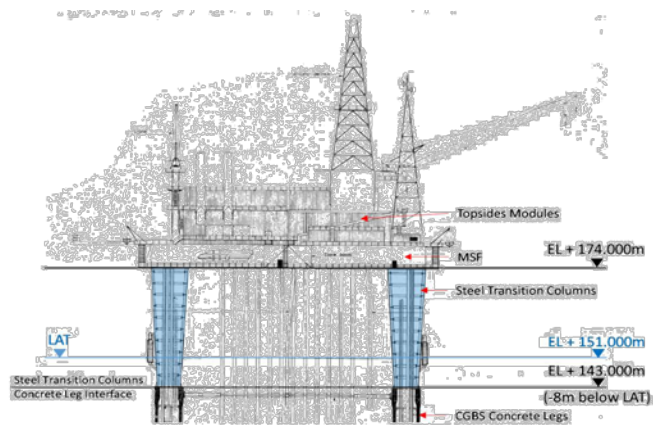 Topsides Modules
EL + 174.000m
MSF
Steel Transition Columns
LAT
EL + 151.000m
EL + 143.000m
Steel Transition Columns
Concrete Leg Interface
(-8m below LAT)
CGBS Concrete Legs